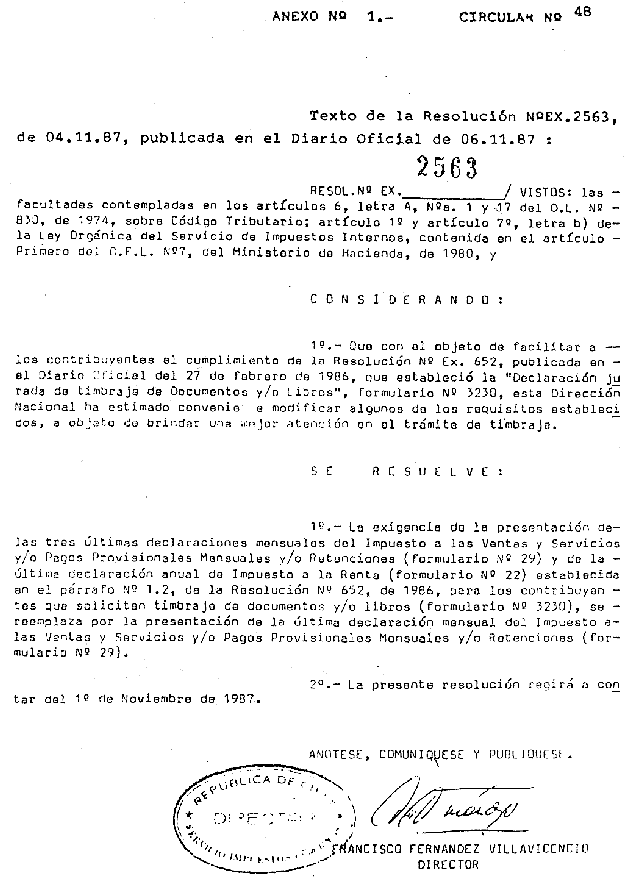 ANEXO Nº 1.- CIRCULAR Nº 48
Texto de la Resolución NºEX.2563,
de 04.11.87, publicada en el Diario Oficial de 06.11.87 :
2563
RESOL.Nº EX.__________/ VISTOS: las -
facultades contempladas en los artículos 6, letra A, Nºs. 1 y 17 del D.L. Nº -
830, de 1974, sobre Código Tributario; artículo 1º y artículo 7º, letra b) de-
la Ley Orgánica del Servicio de Impuestos Internos, contenida en el artículo -
Primero del D.F.L. Nº7, del Ministerio de Hacienda, de 1980, y
C O N S I D E R A N D O :
1º.- Que con el objeto de facilitar a --
los contribuyentes el cumplimiento de la Resolución Nº Ex. 652, publicada en -
el Diario Oficial del 27 de febrero de 1986, que estableció la "Declaración ju
rada de timbraje de Documentos y/o Libros", formulario Nº 3230, esta Dirección
Nacional ha estimado conveniente modificar algunos de los requisitos estableci
dos, a objeto de brindar una mejor atención en el trámite de timbraje.
S E   R E S U E L V E :
1º.- La exigencia de la presentación de-
las tres últimas declaraciones mensuales del Impuesto a las Ventas y Servicios
y/o Pagos Provisionales Mensuales y/o Retenciones (formulario Nº 29) y de la -
última declaración anual de Impuesto a la Renta (formulario Nº 22) establecida
en el párrafo Nº 1.2, de la Resolución Nº 652, de 1986, para los contribuyen -
tes que soliciten timbraje de documentos y/o libros (formulario Nº 3230), se -
reemplaza por la presentación de la última declaración mensual del Impuesto a-
las Ventas y Servicios y/o Pagos Provisionales Mensuales y/o Retenciones (for-
mulario Nº 29).
2º.- La presente resolución regirá a con
tar del 1º de Noviembre de 1987.
ANOTESE, COMUNIQUESE Y PUBLIQUESE.
REPUBLICA DE CHILE
DIRECTOR
SERVICIO IMPUESTOS
FRANCISCO FERNANDEZ VILLAVICENCIO
DIRECTOR